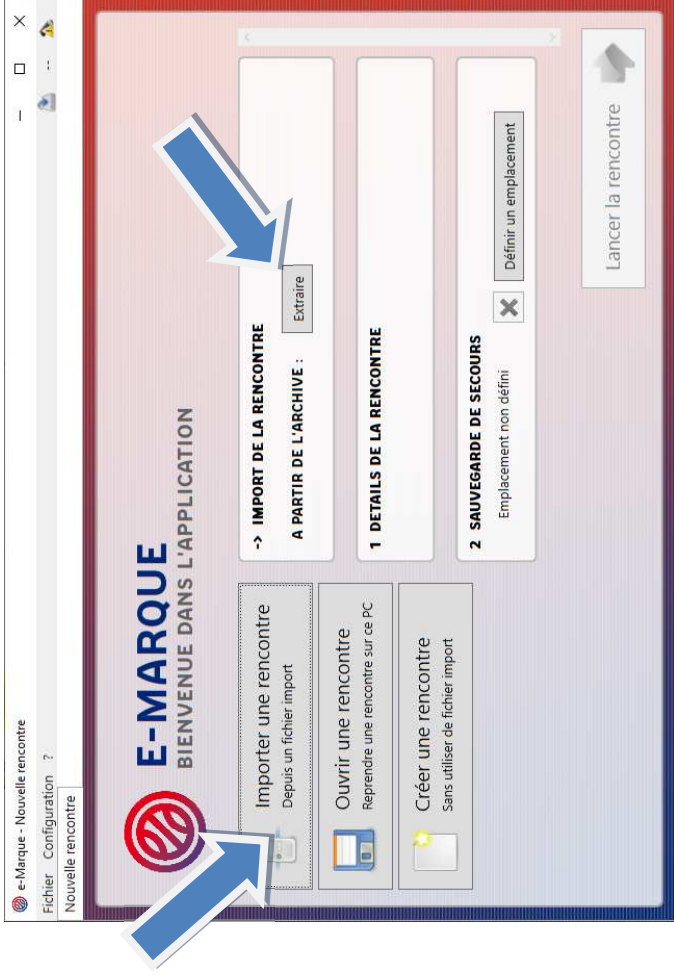 e-Marque - Nouvelle rencontre
Fichier Configuration ?
--
Nouvelle rencontre
E-MARQUE
BIENVENUE DANS L'APPLICATION
Importer une rencontre
Depuis un fichier import
Ouvrir une rencontre
Reprendre une rencontre sur ce PC
Créer une rencontre
Sans utiliser de fichier import
-> IMPORT DE LA RENCONTRE
A PARTIR DE L'ARCHIVE : Extraire
1 DETAILS DE LA RENCONTRE
2 SAUVEGARDE DE SECOURS
Emplacement non défini Définir un emplacement
Lancer la rencontre